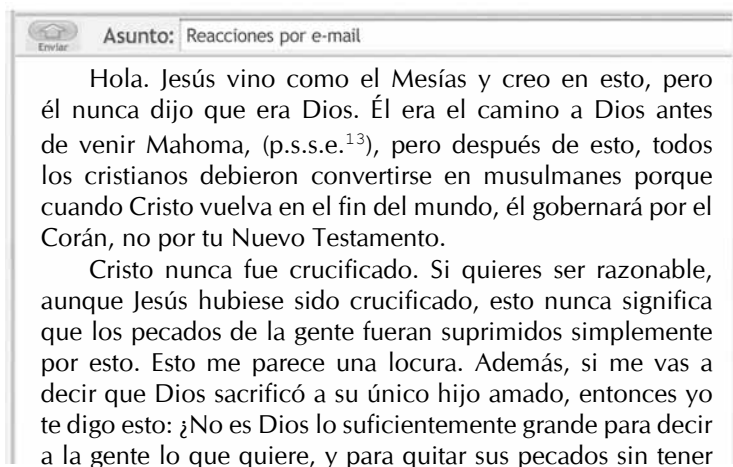 Enviar
Asunto: Reacciones por e-mail
Hola. Jesús vino como el Mesías y creo en esto, pero
él nunca dijo que era Dios. Él era el camino a Dios antes
de venir Mahoma, (p.s.s.e.13), pero después de esto, todos
los cristianos debieron convertirse en musulmanes porque
cuando Cristo vuelva en el fin del mundo, él gobernará por el
Corán, no por tu Nuevo Testamento.
Cristo nunca fue crucificado. Si quieres ser razonable,
aunque Jesús hubiese sido crucificado, esto nunca significa
que los pecados de la gente fueran suprimidos simplemente
por esto. Esto me parece una locura. Además, si me vas a
decir que Dios sacrificó a su único hijo amado, entonces yo
te digo esto: ¿No es Dios lo suficientemente grande para decir
a la gente lo que quiere, y para quitar sus pecados sin tener